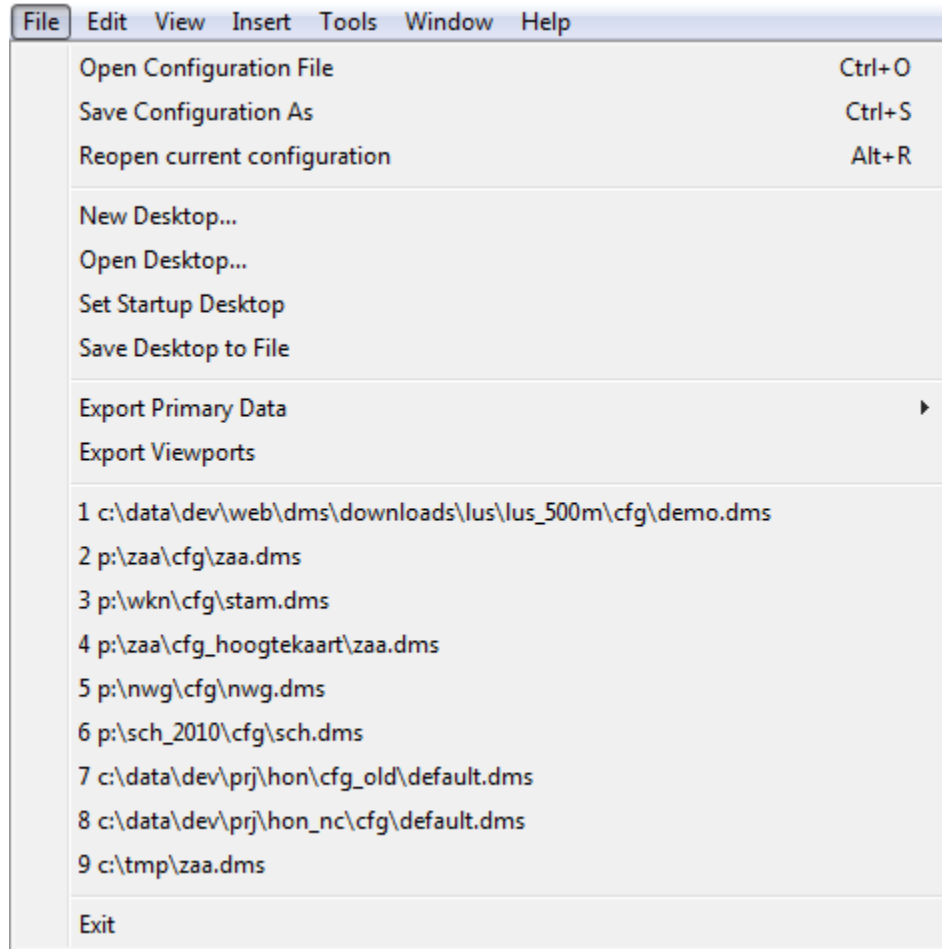 File Edit View Insert Tools Window Help
Open Configuration File Ctrl+O
Save Configuration As Ctrl+S
Reopen current configuration Alt+R
New Desktop...
Open Desktop...
Set Startup Desktop
Save Desktop to File
Export Primary Data
Export Viewports
1 c:\data\dev\web\dms\downloads\lus\lus_500m\cfg\demo.dms
2 p:\zaa\cfg\zaa.dms
3 p:\wkn\cfg\stam.dms
4 p:\zaa\cfg_hoogtekaart\zaa.dms
5 p:\nwg\cfg\nwg.dms
6 p:\sch_2010\cfg\sch.dms
7 c:\data\dev\prj\hon\cfg_old\default.dms
8 c:\data\dev\prj\hon_nc\cfg\default.dms
9 c:\tmp\zaa.dms
Exit